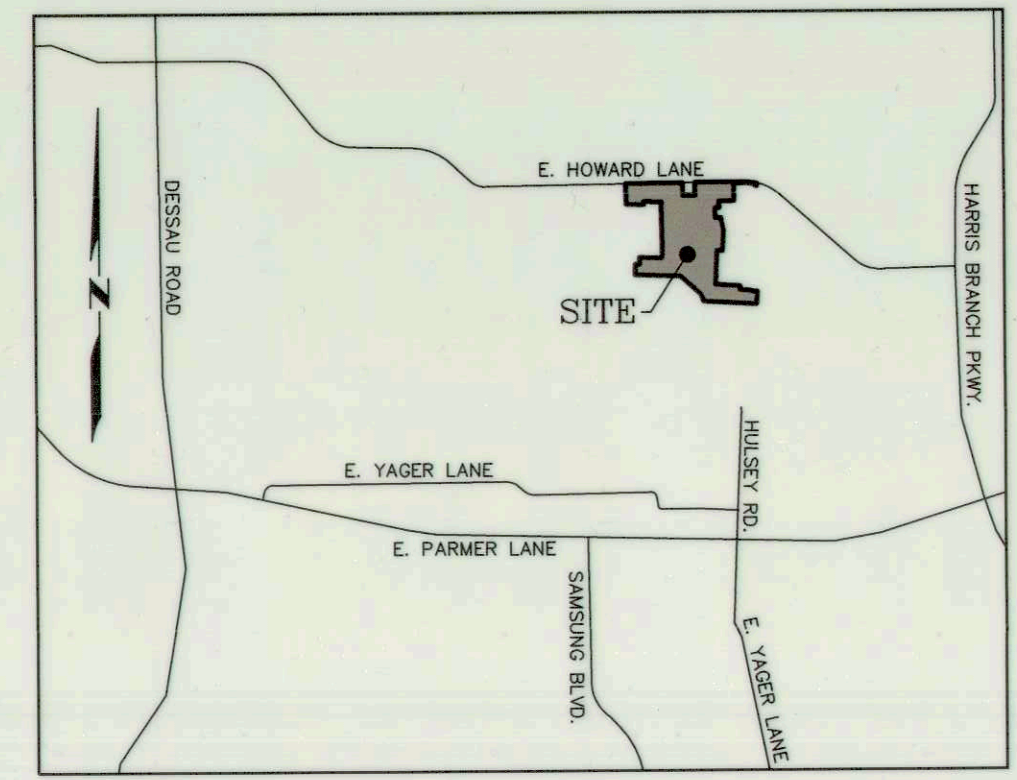 E. HOWARD LANE
DESSAU ROAD
HARRIS BRANCH PKWY.
N
SITE
HULSEY RD.
E. YAGER LANE
E. PARMER LANE
SAMSUNG BLVD.
E. YAGER LANE